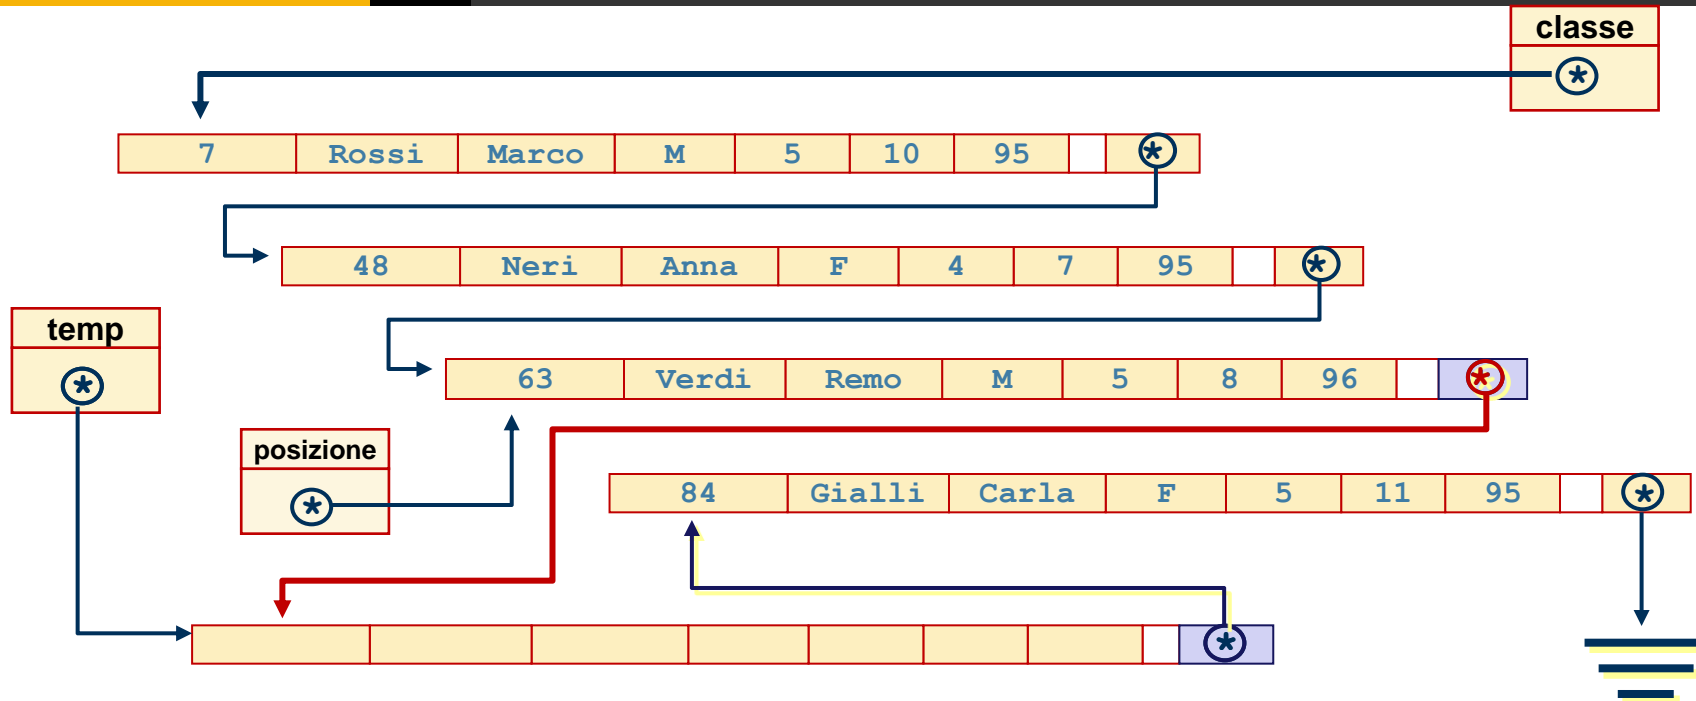 classe
*
7 Rossi Marco M 5 10 95 *
48 Neri Anna F 4 7 95 *
temp
*
63 Verdi Remo M 5 8 96 *
posizione
*
84 Gialli Carla F 5 11 95 *
*